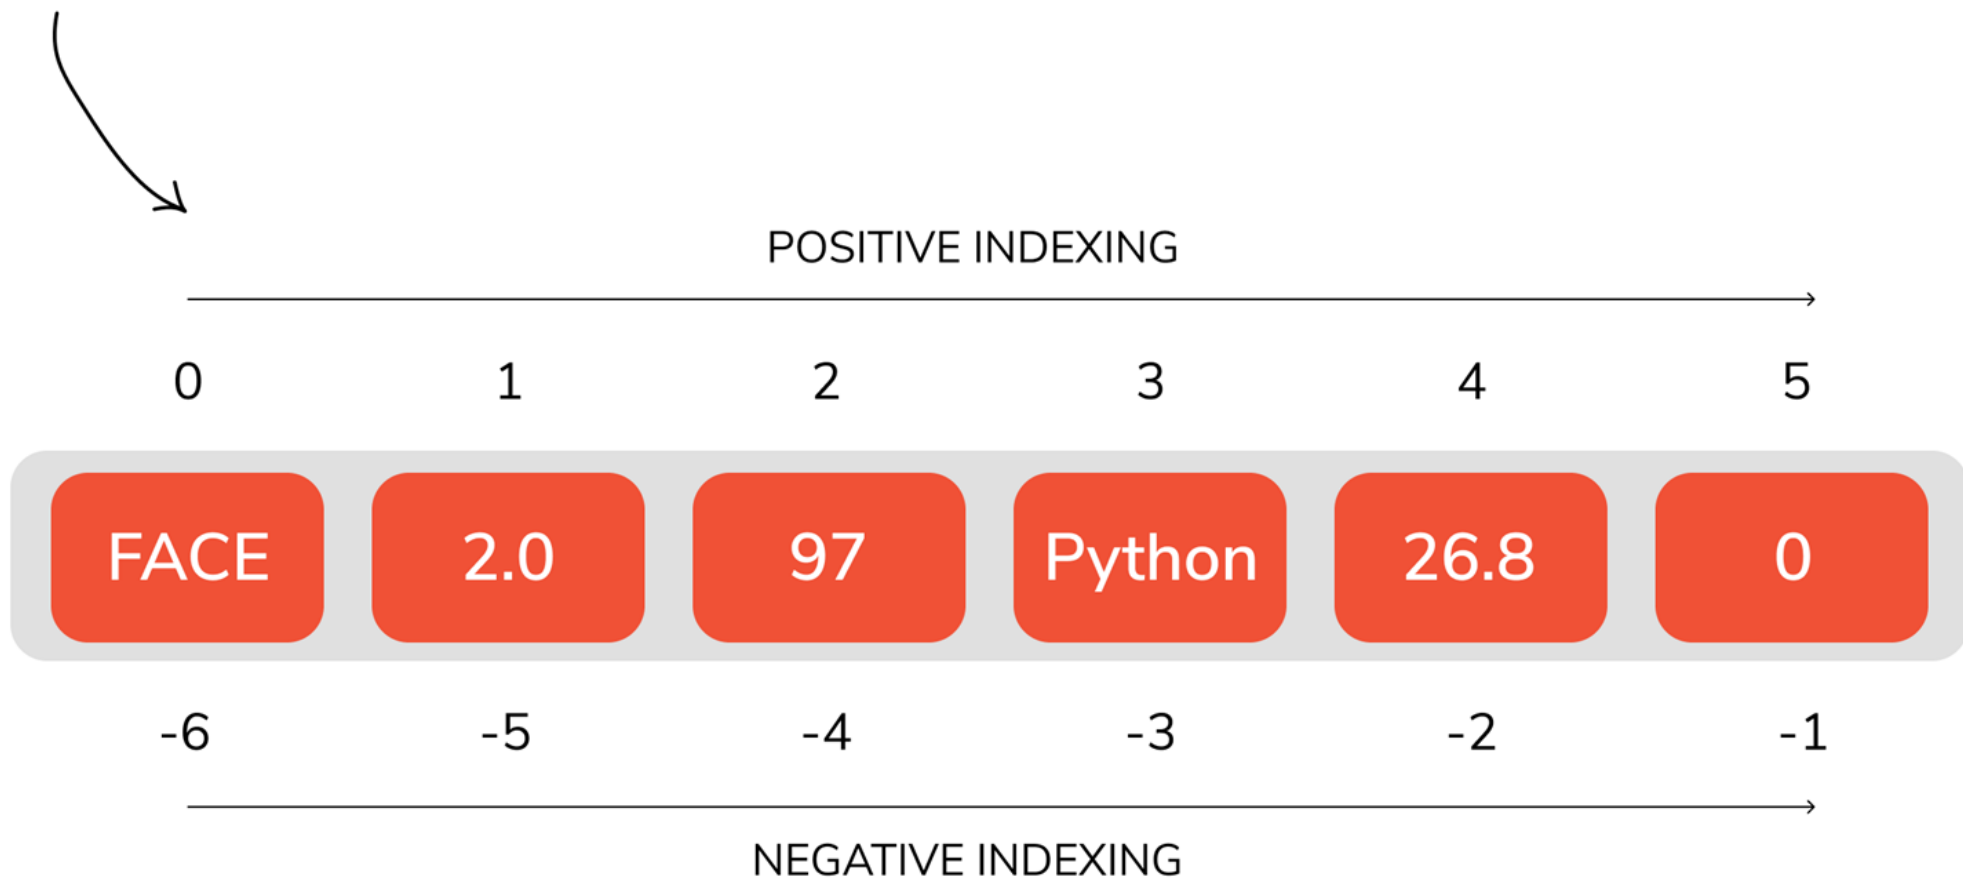 POSITIVE INDEXING
0 1 2 3 4 5
FACE 2.0 97 Python 26.8 0
-6 -5 -4 -3 -2 -1
NEGATIVE INDEXING